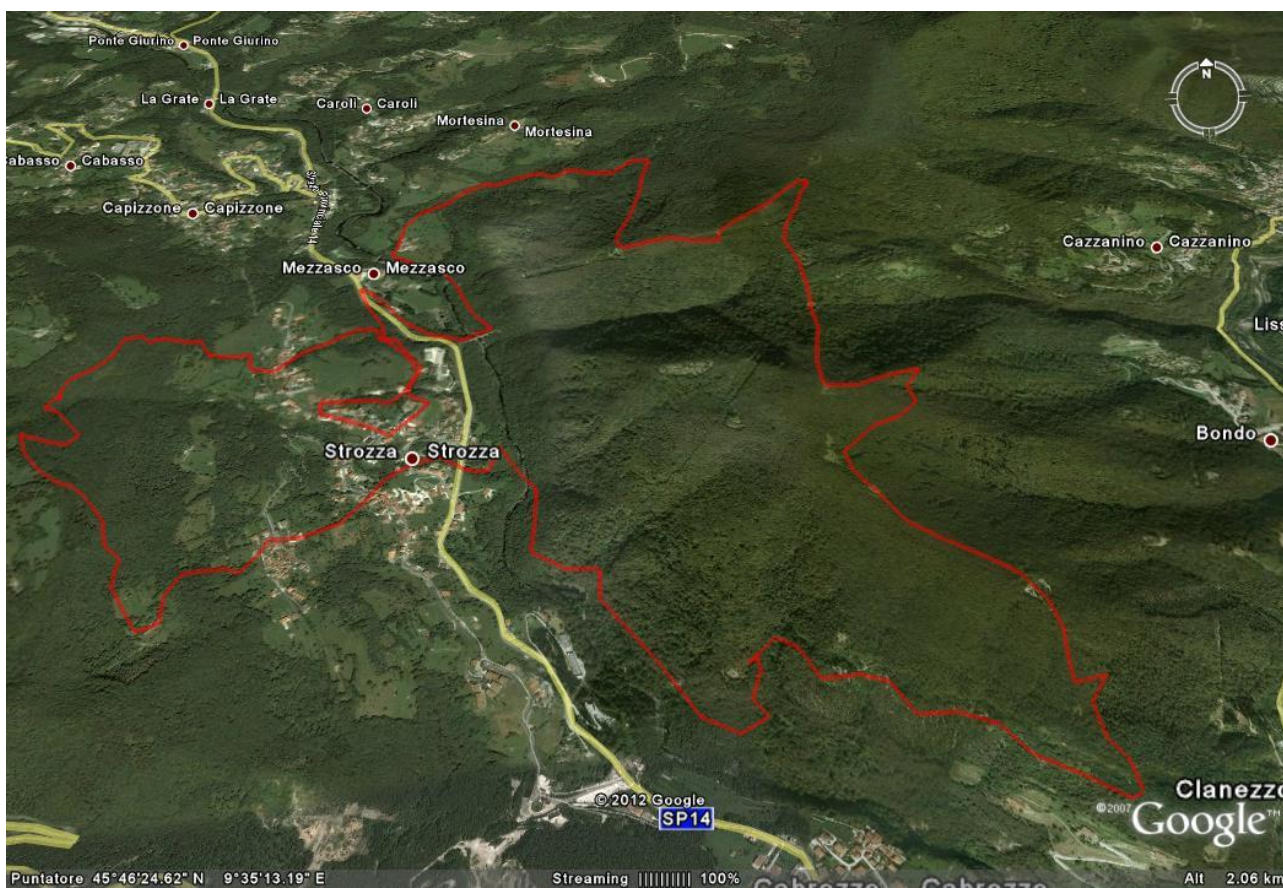 Ponte Giurino Ponte Giurino
La Grate La Grate
Caroli Caroli
Mortesina
Mortesina
N
Cabasso
Capizzone Capizzone
Mezzasco Mezzasco
Cazzanino Cazzanino
Liss
Bondo
Strozza Strozza
© 2012 Google
SP14
Clanezzo
©2007 Google™
Puntatore 45°46'24.62" N 9°35'13.19" E Streaming 100% Alt 2.06 km